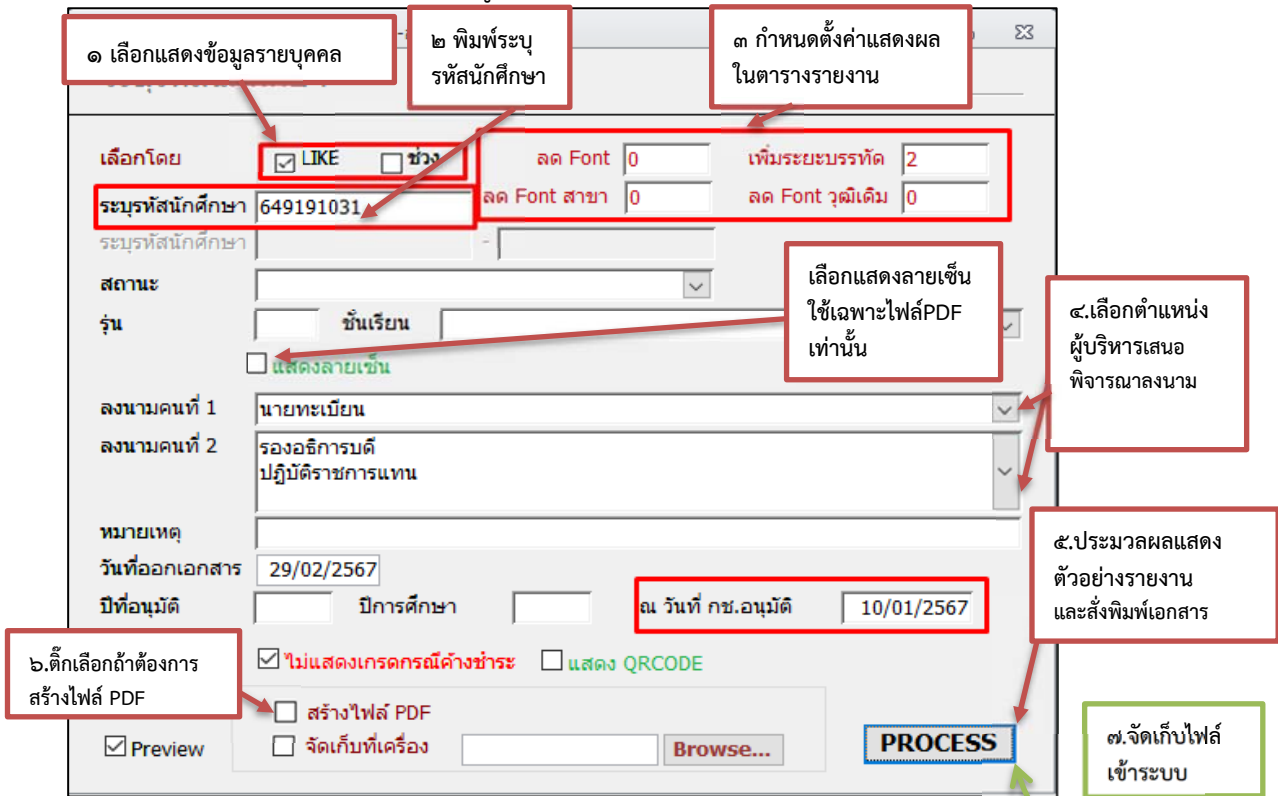 ๑ เลือกแสดงข้อมูลรายบุคคล
๒ พิมพ์ระบุ
รหัสนักศึกษา
๓ กำหนดตั้งค่าแสดงผล
ในตารางรายงาน
เลือกโดย LIKE ช่วง ลด Font 0 เพิ่มระยะบรรทัด 2
ระบุรหัสนักศึกษา 649191031 ลด Font สาขา 0 ลด Font วุฒิเดิม 0
ระบุรหัสนักศึกษา -
สถานะ
เลือกแสดงลายเซ็น
ใช้เฉพาะไฟล์PDF
เท่านั้น
รุ่น ชั้นเรียน
แสดงลายเซ็น
๔.เลือกตำแหน่ง
ผู้บริหารเสนอ
พิจารณาลงนาม
ลงนามคนที่ 1 นายทะเบียน
ลงนามคนที่ 2 รองอธิการบดี
ปฏิบัติราชการแทน
หมายเหตุ
วันที่ออกเอกสาร 29/02/2567
ปีที่อนุมัติ ปีการศึกษา ณ วันที่ กช.อนุมัติ 10/01/2567
๕.ประมวลผลแสดง
ตัวอย่างรายงาน
และสั่งพิมพ์เอกสาร
๖.ติ๊กเลือกถ้าต้องการ
สร้างไฟล์ PDF
ไม่แสดงเกรดกรณีค้างชำระ แสดง QRCODE
สร้างไฟล์ PDF
Preview จัดเก็บที่เครื่อง Browse... PROCESS
๗.จัดเก็บไฟล์
เข้าระบบ